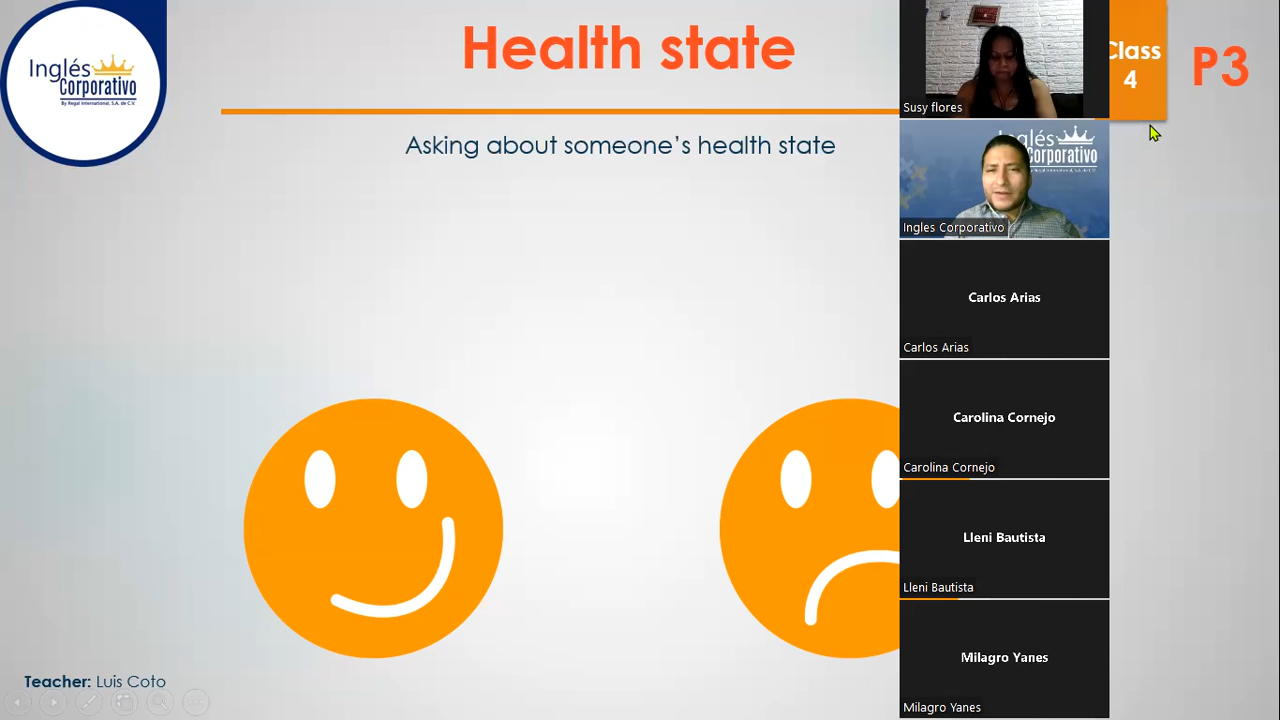 Inglés
Corporativo
By Regal International, S.A. de C.V.
Health state
Class
4
P3
Asking about someone's health state
Susy flores
Inglés
Corporativo
Ingles Corporativo
Carlos Arias
Carlos Arias
Carolina Cornejo
Carolina Cornejo
Lleni Bautista
Lleni Bautista
Milagro Yanes
Milagro Yanes
Teacher: Luis Coto